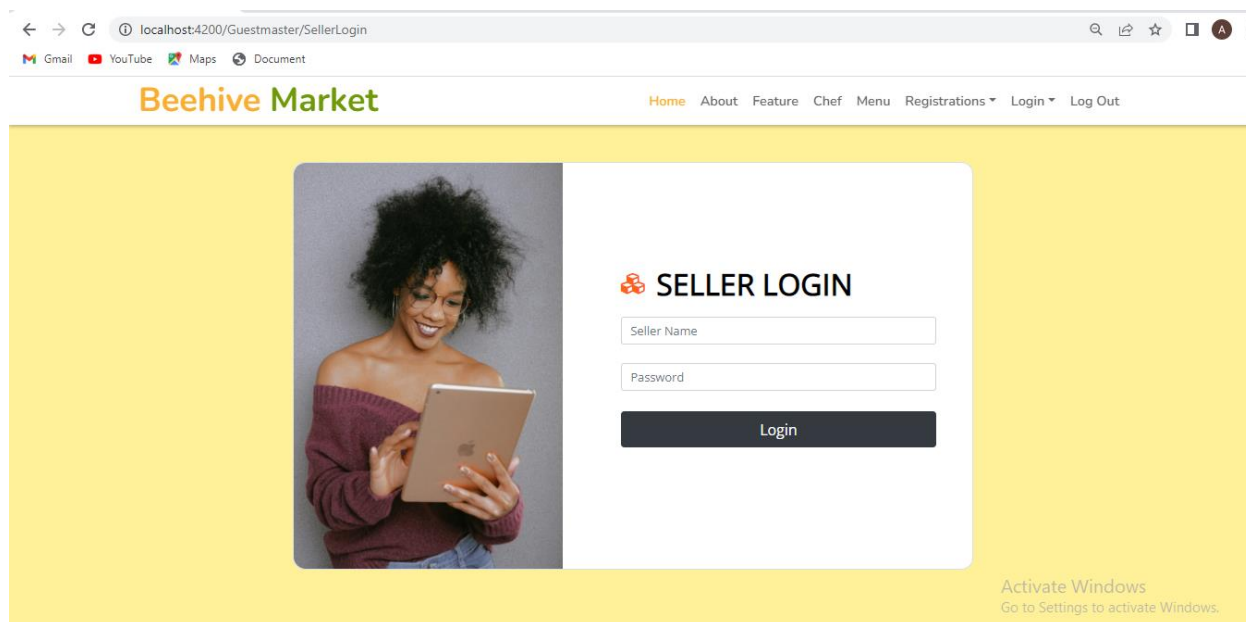 localhost:4200/Guestmaster/SellerLogin
A
Gmail YouTube Maps Document
Beehive Market
Home About Feature Chef Menu Registrations Login Log Out
SELLER LOGIN
Seller Name
Password
Login
Activate Windows
Go to Settings to activate Windows.